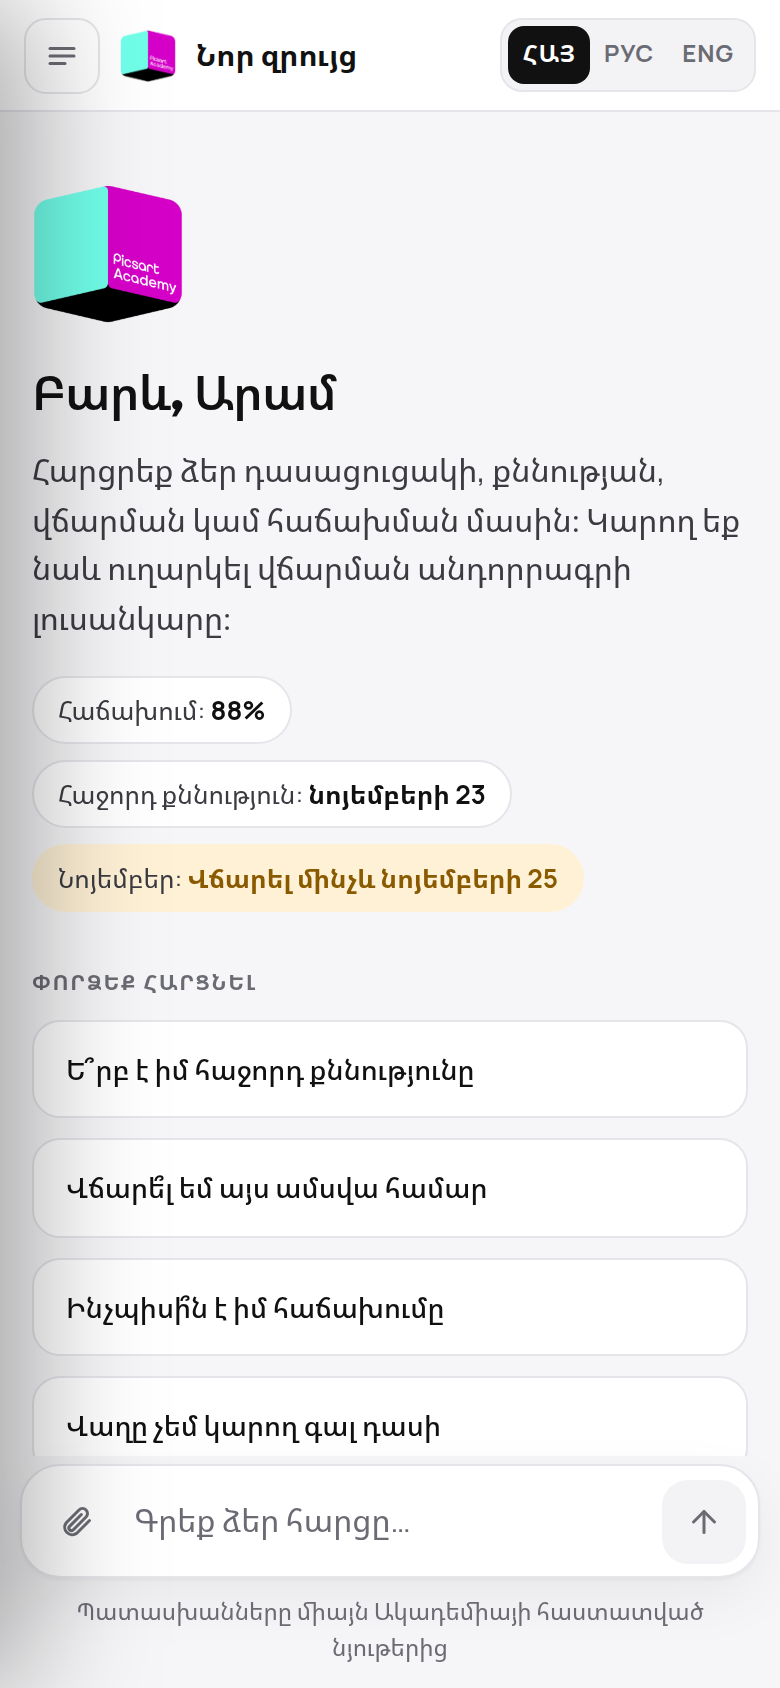 Picsart
Academy
Նոր զրույց
ՀԱՅ
РУС
ENG
Picsart
Academy
Բարև, Արամ
Հարցրեք ձեր դասացուցակի, քննության,
վճարման կամ հաճախման մասին: Կարող եք
նաև ուղարկել վճարման անդորրագրի
լուսանկարը:
Հաճախում: 88%
Հաջորդ քննություն: նոյեմբերի 23
Նոյեմբեր: Վճարել մինչև նոյեմբերի 25
ՓՈՐՁԵՔ ՀԱՐՑՆԵԼ
Ե՞րբ է իմ հաջորդ քննությունը
Վճարե՞լ եմ այս ամսվա համար
Ինչպիսի՞ն է իմ հաճախումը
Վաղը չեմ կարող գալ դասի
Գրեք ձեր հարցը...
Պատասխանները միայն Ակադեմիայի հաստատված
նյութերից